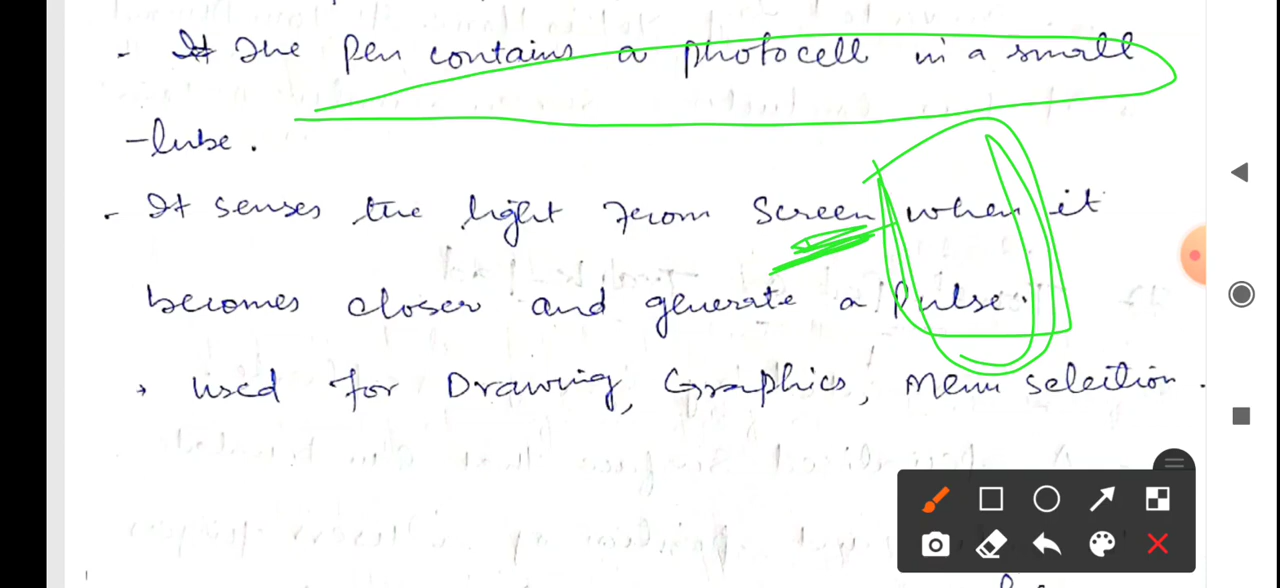 - The Pen contains a photocell in a small
-tube.
- It senses the light from screen when it
becomes closer and generate a pulse.
→ used for Drawing, Graphics, Menu selection.